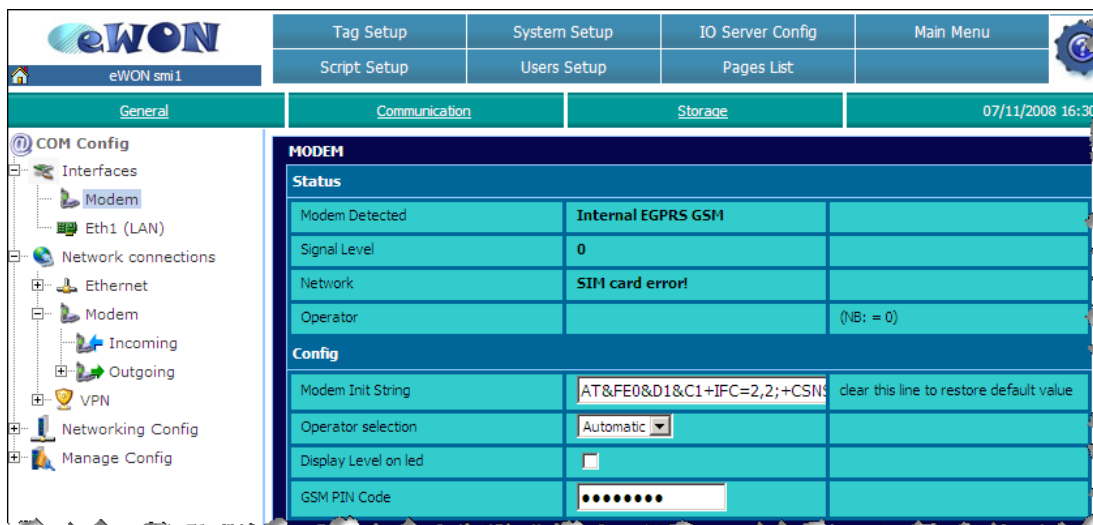 eWON
Tag Setup System Setup IO Server Config Main Menu
eWON smi1
Script Setup Users Setup Pages List
General Communication Storage 07/11/2008 16:30
COM Config
Interfaces
Modem
Eth1 (LAN)
Network connections
Ethernet
Modem
Incoming
Outgoing
VPN
Networking Config
Manage Config
MODEM
Status
Modem Detected Internal EGPRS GSM
Signal Level 0
Network SIM card error!
Operator (NB: = 0)
Config
Modem Init String AT&FE0&D1&C1+IFC=2,2;+CSNS clear this line to restore default value
Operator selection Automatic
Display Level on led
GSM PIN Code ●●●●●●●●